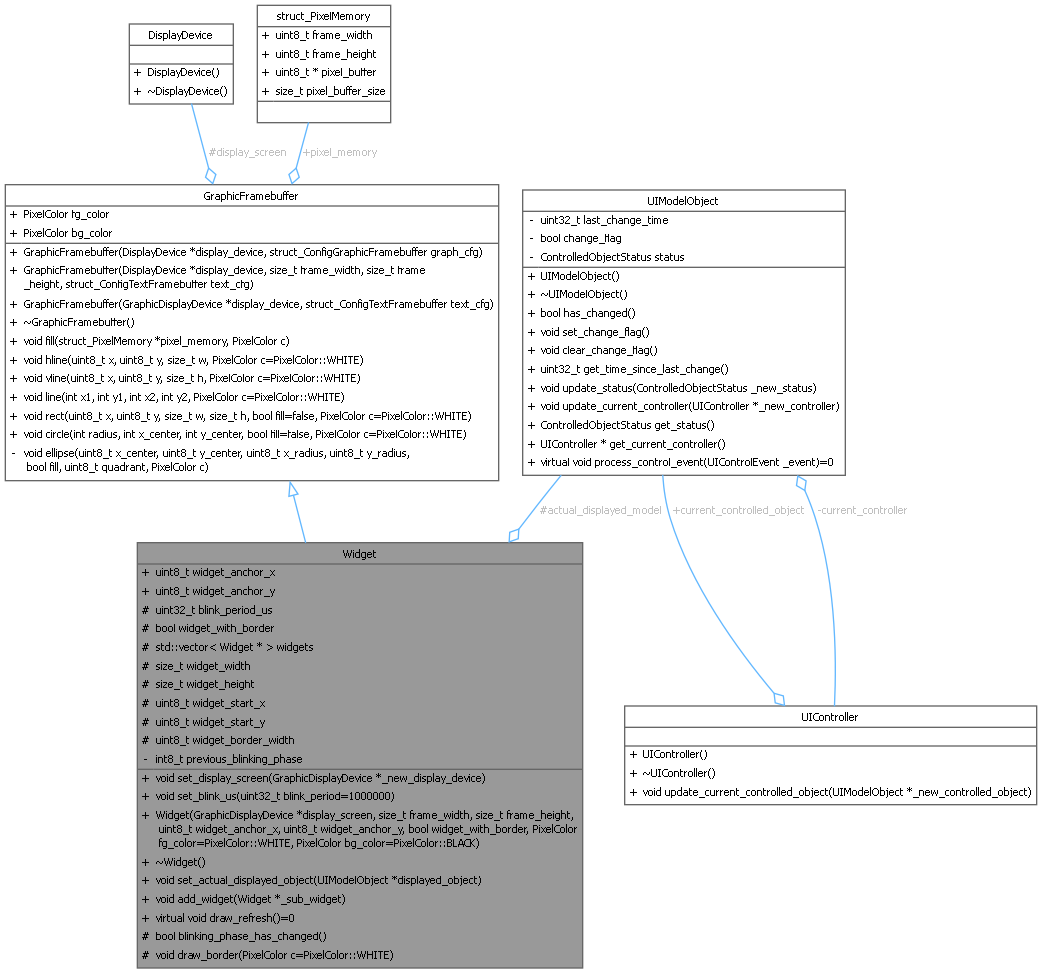 DisplayDevice
+ DisplayDevice()
+ ~DisplayDevice()
struct_PixelMemory
+ uint8_t frame_width
+ uint8_t frame_height
+ uint8_t * pixel_buffer
+ size_t pixel_buffer_size
#display_screen
+pixel_memory
GraphicFramebuffer
+ PixelColor fg_color
+ PixelColor bg_color
+ GraphicFramebuffer(DisplayDevice *display_device, struct_ConfigGraphicFramebuffer graph_cfg)
+ GraphicFramebuffer(DisplayDevice *display_device, size_t frame_width, size_t frame
_height, struct_ConfigTextFramebuffer text_cfg)
+ GraphicFramebuffer(GraphicDisplayDevice *display_device, struct_ConfigTextFramebuffer text_cfg)
+ ~GraphicFramebuffer()
+ void fill(struct_PixelMemory *pixel_memory, PixelColor c)
+ void hline(uint8_t x, uint8_t y, size_t w, PixelColor c=PixelColor::WHITE)
+ void vline(uint8_t x, uint8_t y, size_t h, PixelColor c=PixelColor::WHITE)
+ void line(int x1, int y1, int x2, int y2, PixelColor c=PixelColor::WHITE)
+ void rect(uint8_t x, uint8_t y, size_t w, size_t h, bool fill=false, PixelColor c=PixelColor::WHITE)
+ void circle(int radius, int x_center, int y_center, bool fill=false, PixelColor c=PixelColor::WHITE)
- void ellipse(uint8_t x_center, uint8_t y_center, uint8_t x_radius, uint8_t y_radius,
bool fill, uint8_t quadrant, PixelColor c)
UIModelObject
- uint32_t last_change_time
- bool change_flag
- ControlledObjectStatus status
+ UIModelObject()
+ ~UIModelObject()
+ bool has_changed()
+ void set_change_flag()
+ void clear_change_flag()
+ uint32_t get_time_since_last_change()
+ void update_status(ControlledObjectStatus _new_status)
+ void update_current_controller(UIController *_new_controller)
+ ControlledObjectStatus get_status()
+ UIController * get_current_controller()
+ virtual void process_control_event(UIControlEvent _event)=0
#actual_displayed_model
+current_controlled_object
-current_controller
Widget
+ uint8_t widget_anchor_x
+ uint8_t widget_anchor_y
# uint32_t blink_period_us
# bool widget_with_border
# std::vector< Widget * > widgets
# size_t widget_width
# size_t widget_height
# uint8_t widget_start_x
# uint8_t widget_start_y
# uint8_t widget_border_width
- int8_t previous_blinking_phase
+ void set_display_screen(GraphicDisplayDevice *_new_display_device)
+ void set_blink_us(uint32_t blink_period=1000000)
+ Widget(GraphicDisplayDevice *display_screen, size_t frame_width, size_t frame_height,
uint8_t widget_anchor_x, uint8_t widget_anchor_y, bool widget_with_border, PixelColor
fg_color=PixelColor::WHITE, PixelColor bg_color=PixelColor::BLACK)
+ ~Widget()
+ void set_actual_displayed_object(UIModelObject *displayed_object)
+ void add_widget(Widget *_sub_widget)
+ virtual void draw_refresh()=0
# bool blinking_phase_has_changed()
# void draw_border(PixelColor c=PixelColor::WHITE)
UIController
+ UIController()
+ ~UIController()
+ void update_current_controlled_object(UIModelObject *_new_controlled_object)